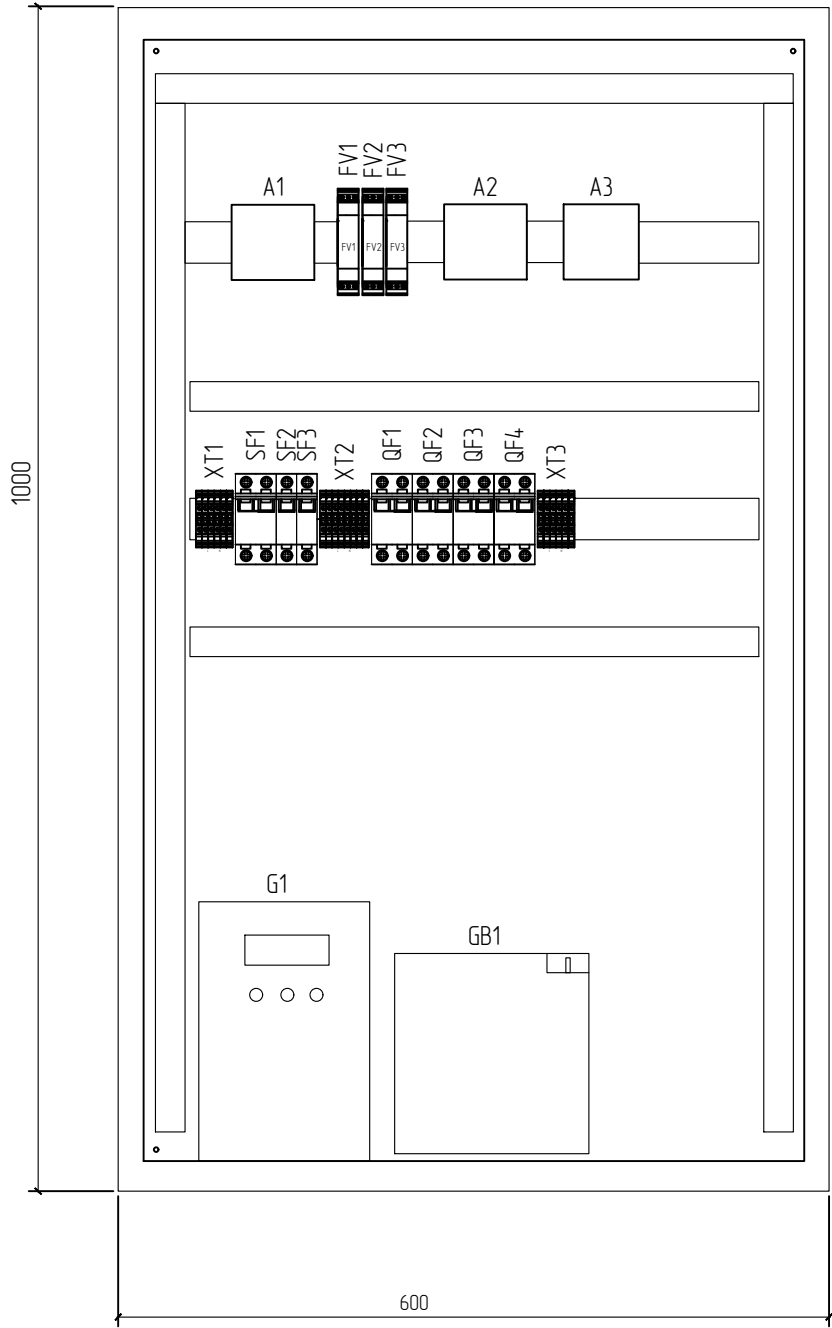 FV1
FV2
FV3
A1
A2
A3
FV1
FV2
FV3
XT1
SF1
SF2
SF3
XT2
QF1
QF2
QF3
QF4
XT3
1000
G1
GB1
600